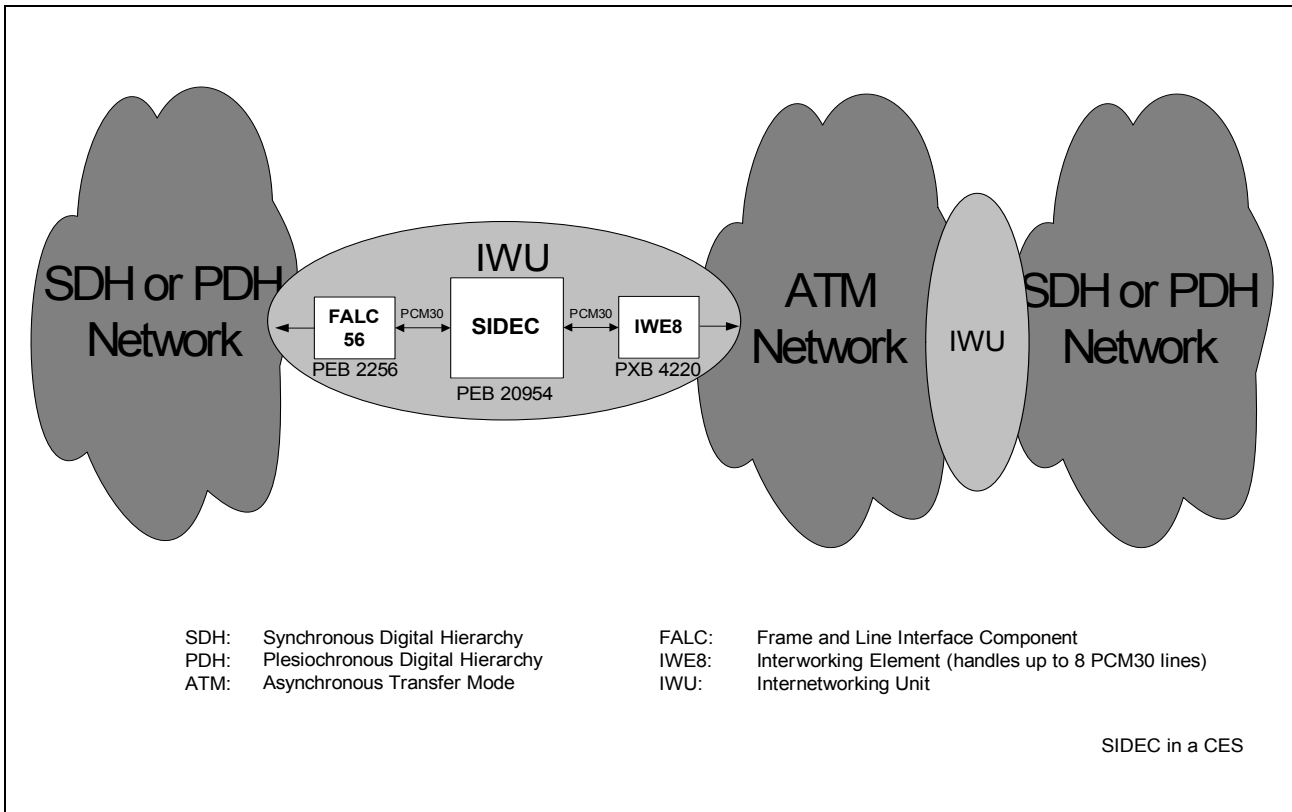 SDH or PDH
Network
IWU
FALC
56
PEB 2256
PCM30
SIDEC
PEB 20954
PCM30
IWE8
PXB 4220
ATM
Network
IWU
SDH or PDH
Network
SDH: Synchronous Digital Hierarchy
PDH: Plesiochronous Digital Hierarchy
ATM: Asynchronous Transfer Mode
FALC: Frame and Line Interface Component
IWE8: Interworking Element (handles up to 8 PCM30 lines)
IWU: Internetworking Unit
SIDEC in a CES